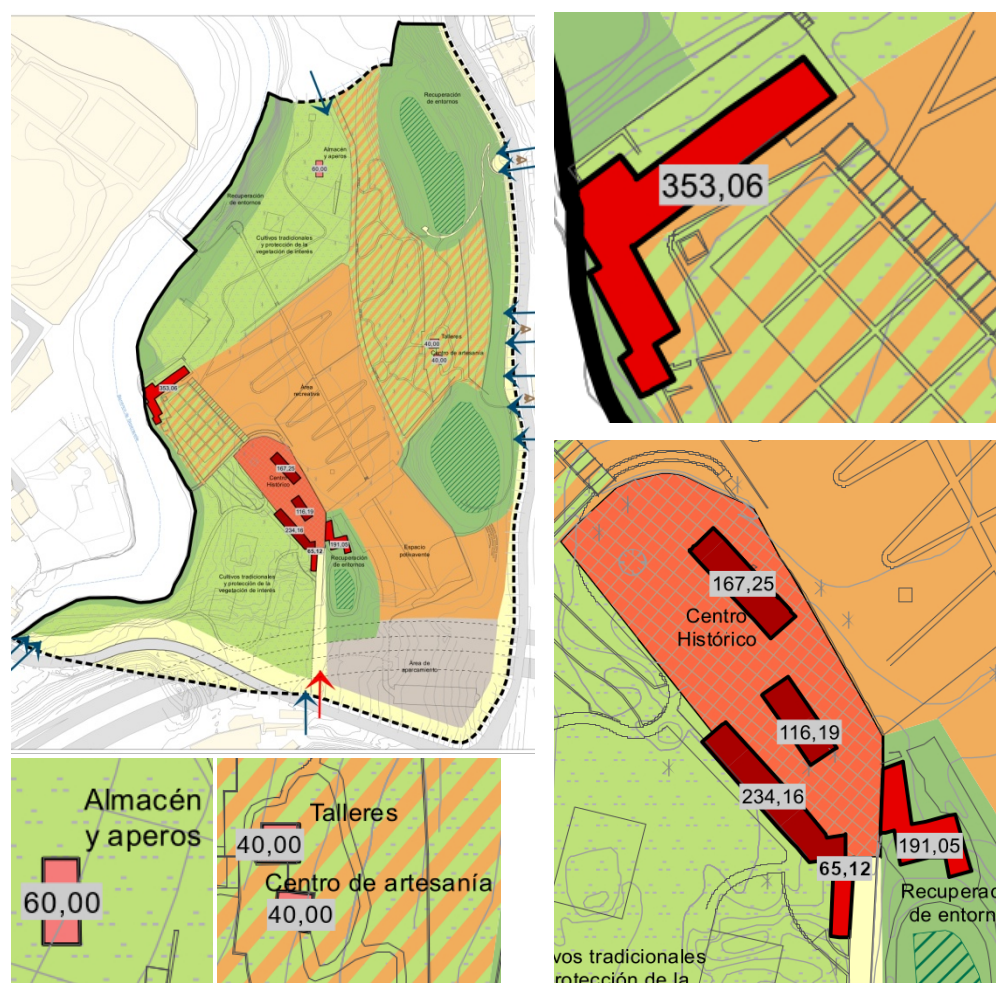 Recuperación
de entornos
Almacén
y aperos
60,00
Recuperación
de entornos
Cultivos tradicionales
y protección de la
vegetación de interés
Talleres
40,00
Centro de artesanía
40,00
353,06
Área
recreativa
167,25
Centro
Histórico
116,19
234,16
65,12
191,05
Recuperación
de entornos
Espacio
polivalente
Cultivos tradicionales
y protección de la
vegetación de interés
Área de
aparcamiento
353,06
167,25
Centro
Histórico
116,19
234,16
191,05
65,12
Recuperac
de entorn
vos tradicionales
rotección de la
Almacén
y aperos
60,00
Talleres
40,00
Centro de artesanía
40,00